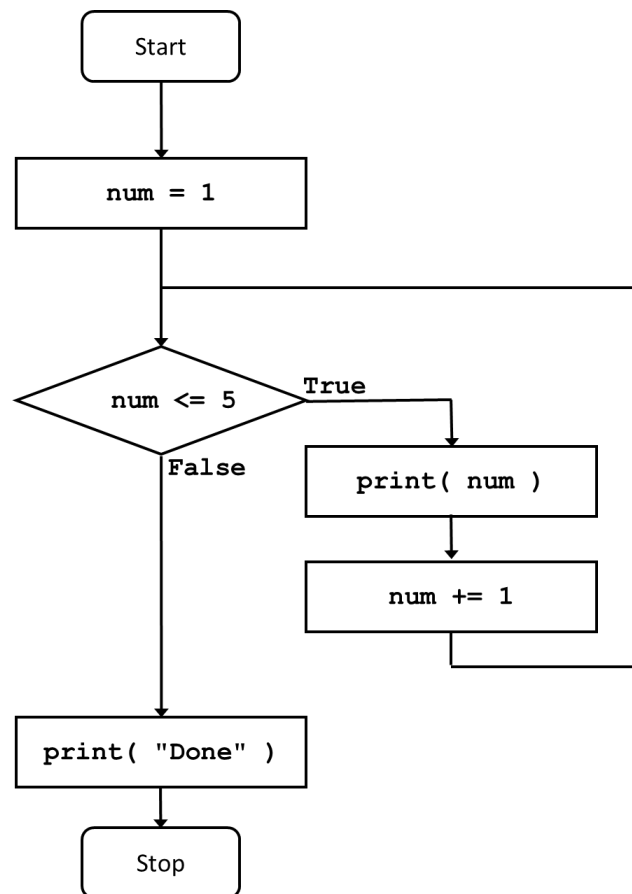 Start
num = 1
num <= 5
True
print( num )
False
num += 1
print( "Done" )
Stop